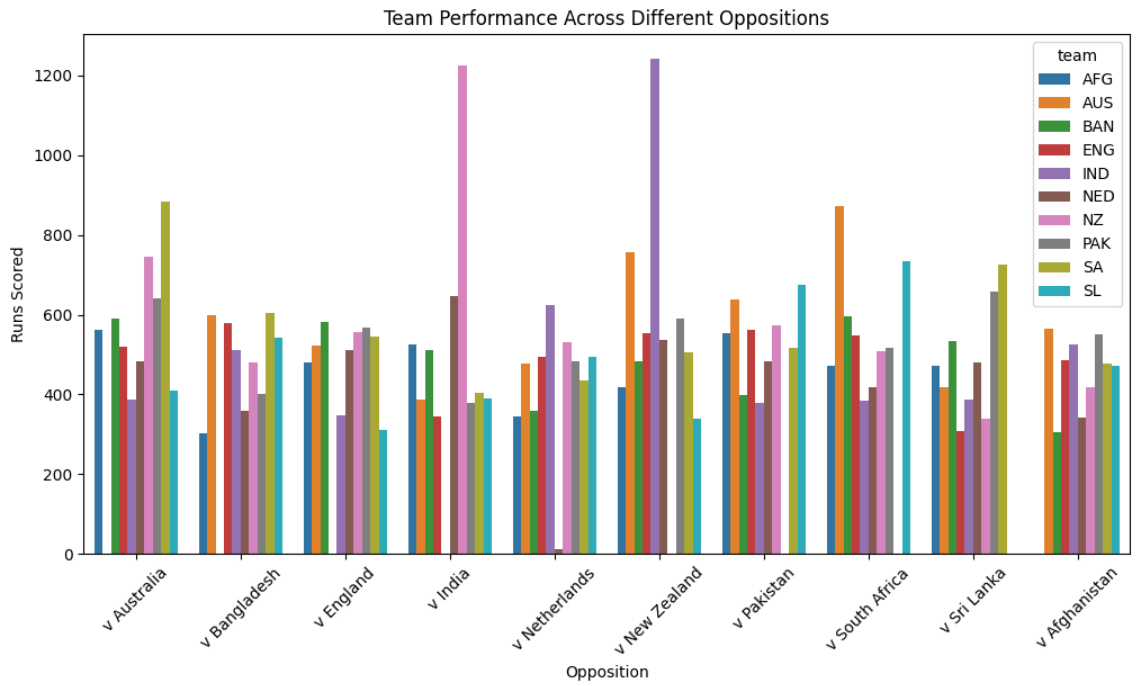 Team Performance Across Different Oppositions
Runs Scored
1200
1000
800
600
400
200
0
team
AFG
AUS
BAN
ENG
IND
NED
NZ
PAK
SA
SL
v Australia
v Bangladesh
v England
v India
v Netherlands
v New Zealand
v Pakistan
v South Africa
v Sri Lanka
v Afghanistan
Opposition